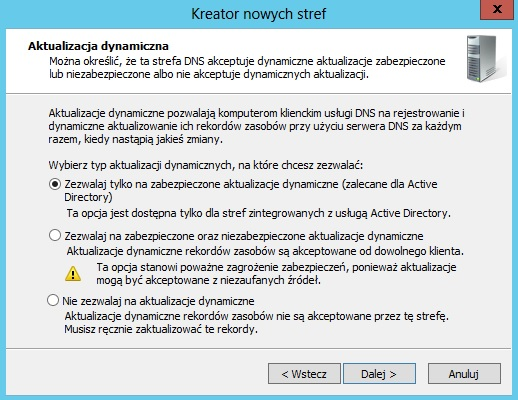 Kreator nowych stref
x
Aktualizacja dynamiczna
Można określić, że ta strefa DNS akceptuje dynamiczne aktualizacje zabezpieczone
lub niezabezpieczone albo nie akceptuje dynamicznych aktualizacji.
Aktualizacje dynamiczne pozwalają komputerom klienckim usługi DNS na rejestrowanie i
dynamiczne aktualizowanie ich rekordów zasobów przy użyciu serwera DNS za każdym
razem, kiedy nastąpią jakieś zmiany.
Wybierz typ aktualizacji dynamicznych, na które chcesz zezwalać:
Zezwalaj tylko na zabezpieczone aktualizacje dynamiczne (zalecane dla Active
Directory)
Ta opcja jest dostępna tylko dla stref zintegrowanych z usługą Active Directory.
Zezwalaj na zabezpieczone oraz niezabezpieczone aktualizacje dynamiczne
Aktualizacje dynamiczne rekordów zasobów są akceptowane od dowolnego klienta.
Ta opcja stanowi poważne zagrożenie zabezpieczeń, ponieważ aktualizacje
mogą być akceptowane z niezaufanych źródeł.
Nie zezwalaj na aktualizacje dynamiczne
Aktualizacje dynamiczne rekordów zasobów nie są akceptowane przez tę strefę.
Musisz ręcznie zaktualizować te rekordy.
< Wstecz
Dalej >
Anuluj